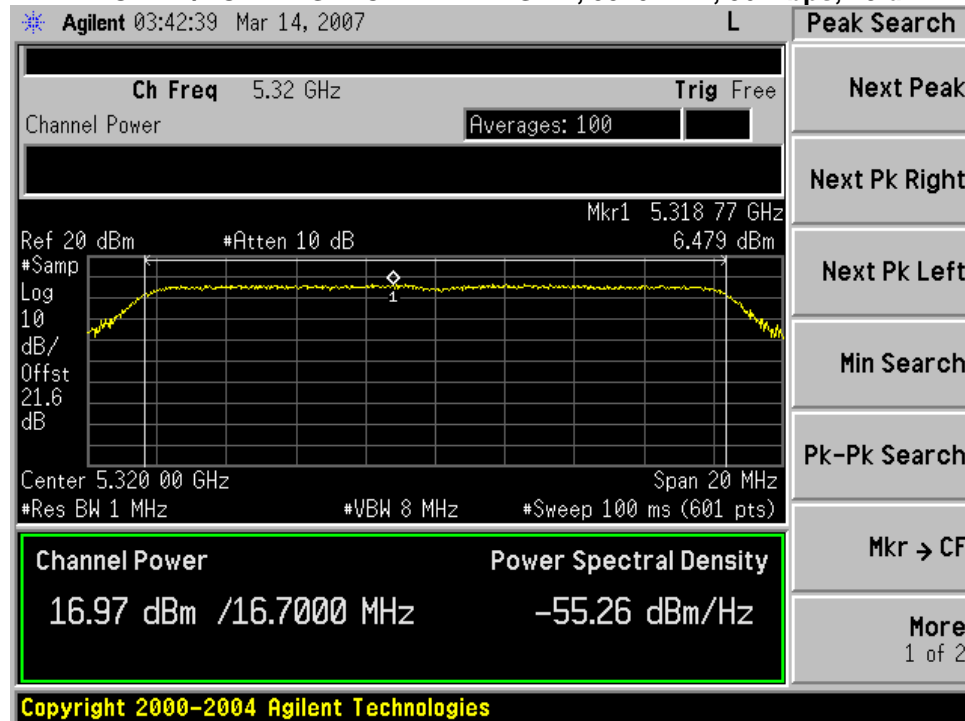 Agilent 03:42:39 Mar 14, 2007 L Peak Search
Ch Freq 5.32 GHz Trig Free
Channel Power Averages: 100
Next Peak
Next Pk Right
Mkr1 5.318 77 GHz
Ref 20 dBm #Atten 10 dB 6.479 dBm
#Samp
Log
10
dB/
Offst
21.6
dB
1
Next Pk Left
Min Search
Pk-Pk Search
Center 5.320 00 GHz Span 20 MHz
#Res BW 1 MHz #VBW 8 MHz #Sweep 100 ms (601 pts)
Channel Power Power Spectral Density
16.97 dBm /16.7000 MHz -55.26 dBm/Hz
Mkr → CF
More
1 of 2
Copyright 2000-2004 Agilent Technologies